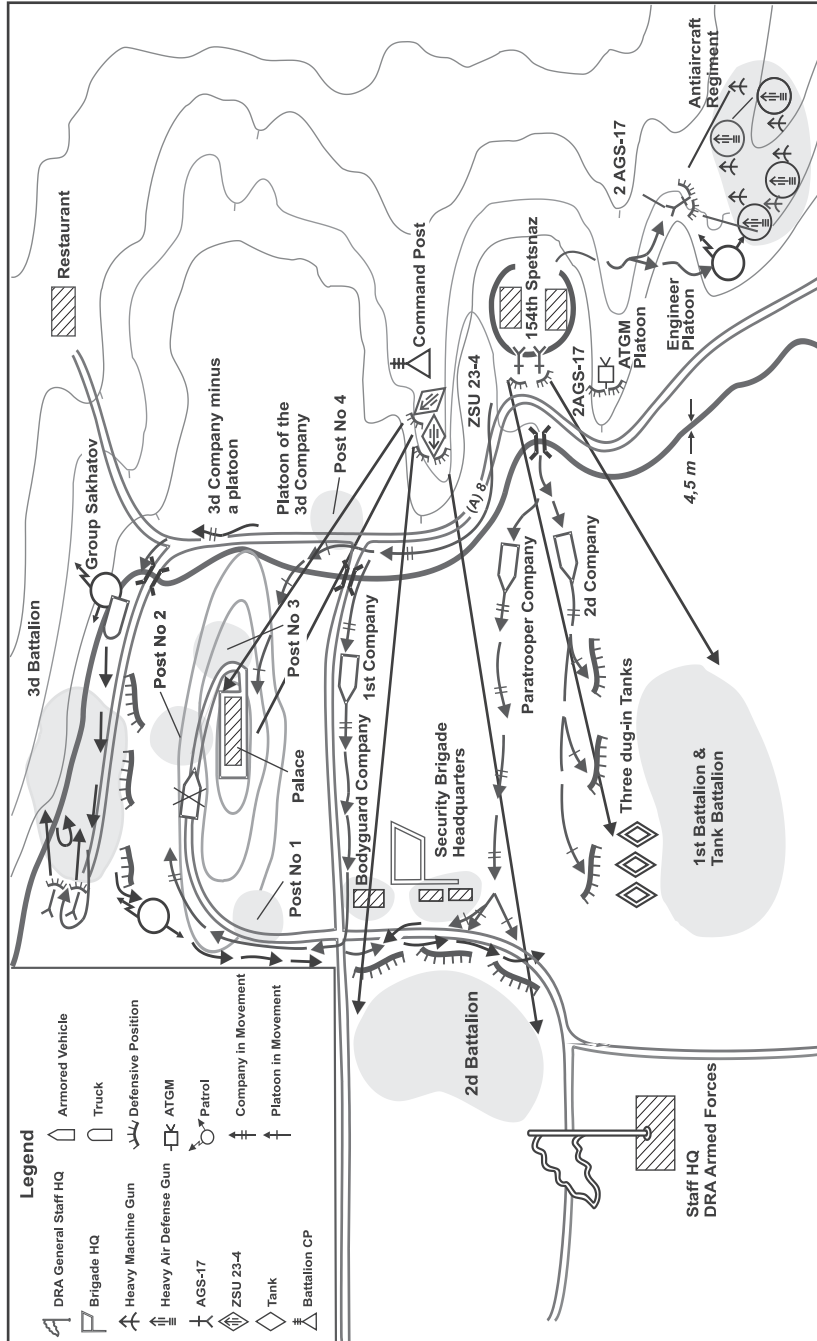 Legend
DRA General Staff HQ
Brigade HQ
Heavy Machine Gun
Heavy Air Defense Gun
AGS-17
ZSU 23-4
Tank
Battalion CP
Armored Vehicle
Truck
Defensive Position
ATGM
Patrol
Company in Movement
Platoon in Movement
3d Battalion
Group Sakhatov
Restaurant
Post No 2
3d Company minus
a platoon
Platoon of the
3d Company
Post No 3
Post No 4
Palace
Post No 1
1st Company
Command Post
Bodyguard Company
Security Brigade
Headquarters
ZSU 23-4
(A) 8
154th Spetsnaz
Paratrooper Company
2d Company
2d Battalion
2AGS-17
ATGM
Platoon
2 AGS-17
Engineer
Platoon
Antiaircraft
Regiment
Three dug-in Tanks
4,5 m
1st Battalion &
Tank Battalion
Staff HQ
DRA Armed Forces